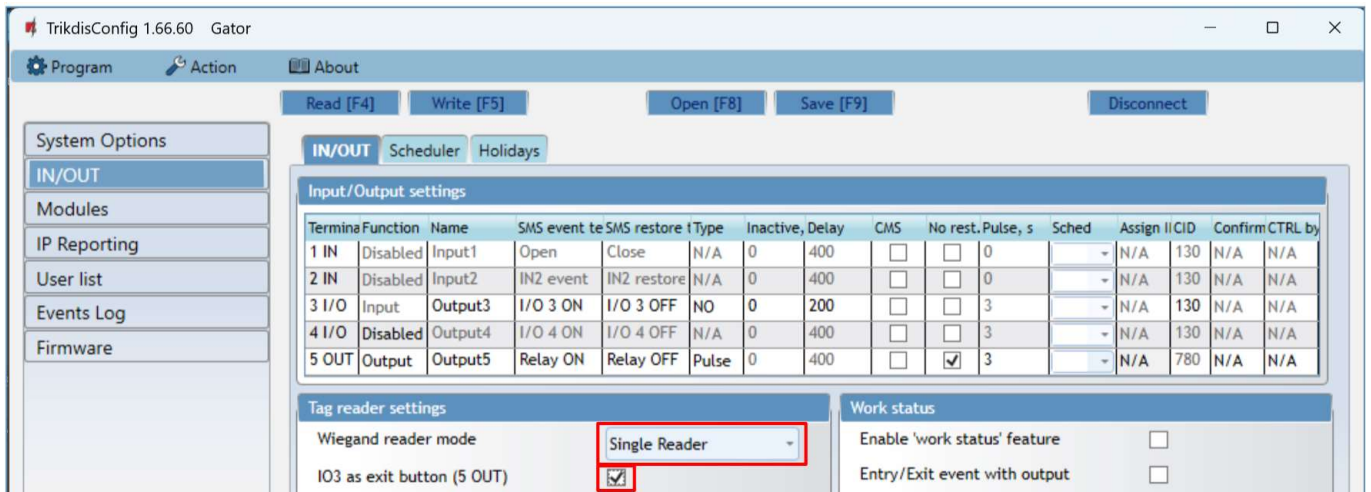 TrikdisConfig 1.66.60 Gator
Program Action About
Read [F4] Write [F5] Open [F8] Save [F9] Disconnect
System Options
IN/OUT
Modules
IP Reporting
User list
Events Log
Firmware
IN/OUT Scheduler Holidays
Input/Output settings
Termina Function Name SMS event te SMS restore t Type Inactive, Delay CMS No rest. Pulse, s Sched Assign II CID Confirm CTRL by
1 IN Disabled Input1 Open Close N/A 0 400 0 N/A 130 N/A N/A
2 IN Disabled Input2 IN2 event IN2 restore N/A 0 400 0 N/A 130 N/A N/A
3 I/O Input Output3 I/O 3 ON I/O 3 OFF NO 0 200 3 N/A 130 N/A N/A
4 I/O Disabled Output4 I/O 4 ON I/O 4 OFF N/A 0 400 3 N/A 130 N/A N/A
5 OUT Output Output5 Relay ON Relay OFF Pulse 0 400 3 N/A 780 N/A N/A
Tag reader settings
Wiegand reader mode Single Reader
IO3 as exit button (5 OUT)
Work status
Enable 'work status' feature
Entry/Exit event with output